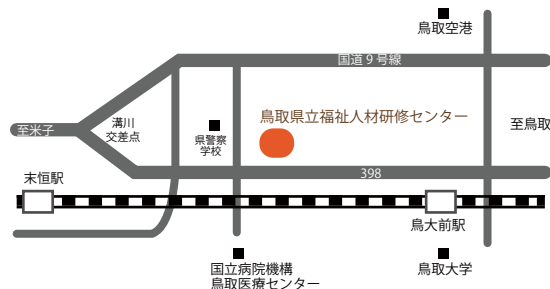 鳥取空港
国道9号線
鳥取県立福祉人材研修センター
至米子
溝川
交差点
県警察
学校
至鳥取
398
末恒駅
鳥大前駅
国立病院機構
鳥取医療センター
鳥取大学